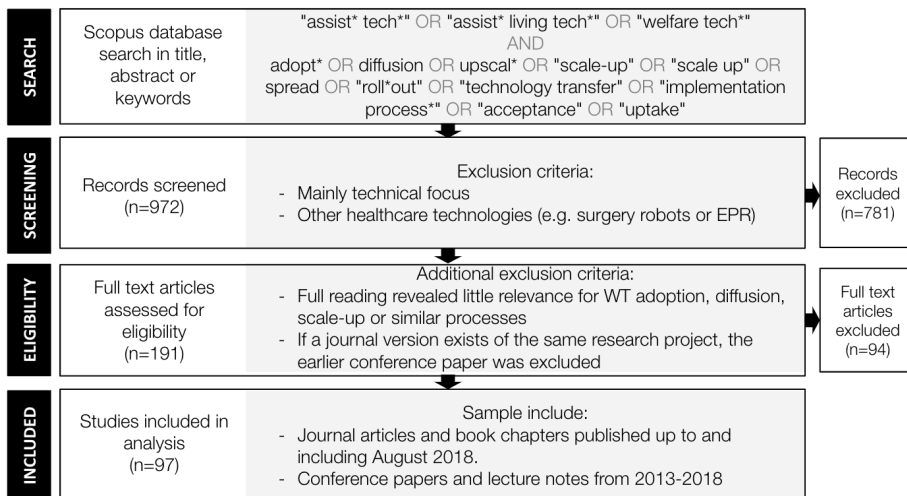 SEARCH
Scopus database
search in title,
abstract or
keywords
"assist* tech*" OR "assist* living tech*" OR "welfare tech*"
AND
adopt* OR diffusion OR upscal* OR "scale-up" OR "scale up" OR
spread OR "roll*out" OR "technology transfer" OR "implementation
process*" OR "acceptance" OR "uptake"
SCREENING
Records screened
(n=972)
Exclusion criteria:
- Mainly technical focus
- Other healthcare technologies (e.g. surgery robots or EPR)
Records
excluded
(n=781)
ELIGIBILITY
Full text articles
assessed for
eligibility
(n=191)
Additional exclusion criteria:
- Full reading revealed little relevance for WT adoption, diffusion,
scale-up or similar processes
- If a journal version exists of the same research project, the
earlier conference paper was excluded
Full text
articles
excluded
(n=94)
INCLUDED
Studies included in
analysis
(n=97)
Sample include:
- Journal articles and book chapters published up to and
including August 2018.
- Conference papers and lecture notes from 2013-2018